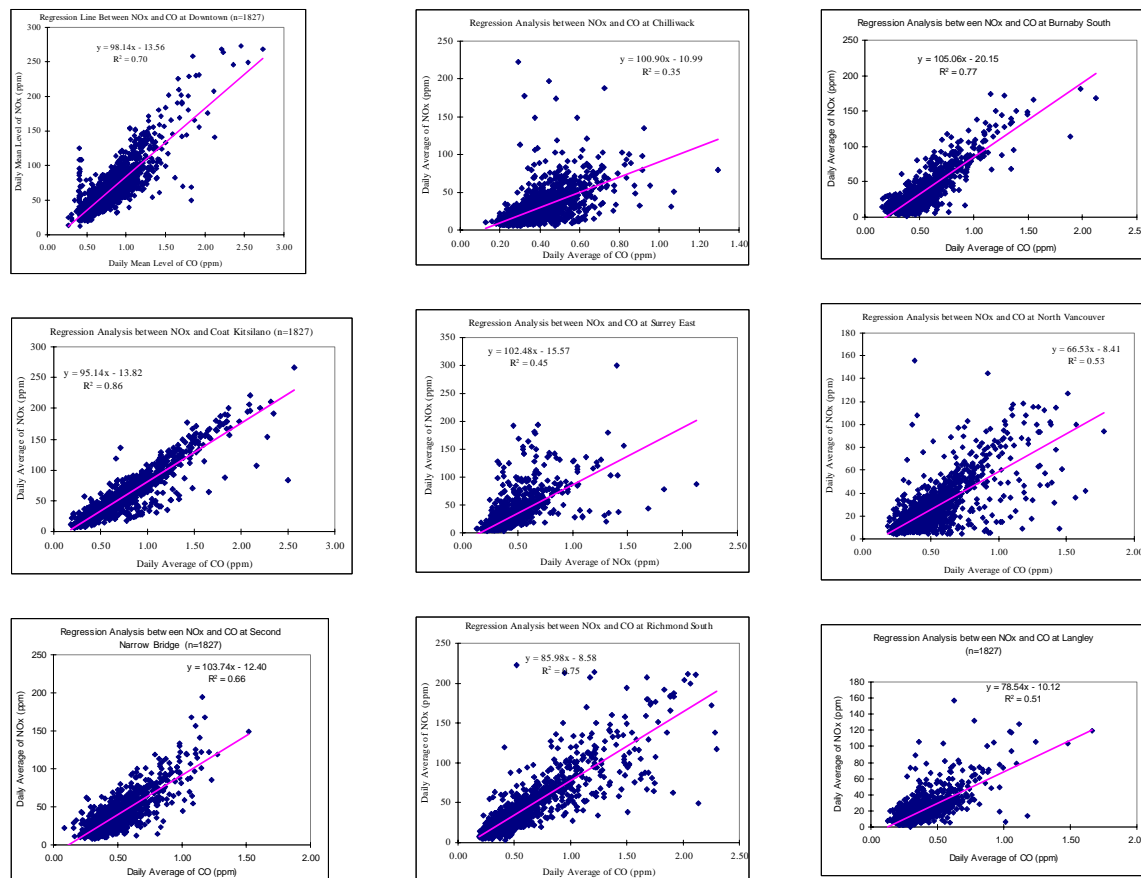 Regression Line Between NOx and CO at Downtown (n=1827)
y = 98.14x - 13.56
R² = 0.70
Daily Mean Level of NOx (ppm)
300
250
200
150
100
50
0
0.00 0.50 1.00 1.50 2.00 2.50 3.00
Daily Mean Level of CO (ppm)
Regression Analysis between NOx and CO at Chilliwack
y = 100.90x - 10.99
R² = 0.35
Daily Average of NOx (ppm)
250
200
150
100
50
0
0.00 0.20 0.40 0.60 0.80 1.00 1.20 1.40
Daily Average of CO (ppm)
Regression Analysis between NOx and CO at Burnaby South
y = 105.06x - 20.15
R² = 0.77
Daily Average of NOx (ppm)
250
200
150
100
50
0
0.00 0.50 1.00 1.50 2.00 2.50
Daily Average of CO (ppm)
Regression Analysis between NOx and Coat Kitsilano (n=1827)
y = 95.14x - 13.82
R² = 0.86
Daily Average of NOx (ppm)
300
250
200
150
100
50
0
0.00 0.50 1.00 1.50 2.00 2.50 3.00
Daily Average of CO (ppm)
Regression Analysis between NOx and CO at Surrey East
y = 102.48x - 15.57
R² = 0.45
Daily Average of NOx (ppm)
350
300
250
200
150
100
50
0
0.00 0.50 1.00 1.50 2.00 2.50
Daily Average of NOx (ppm)
Regression Analysis between NOx and CO at North Vancouver
y = 66.53x - 8.41
R² = 0.53
Daily Average of NOx (ppm)
180
160
140
120
100
80
60
40
20
0
0.00 0.50 1.00 1.50 2.00
Daily Average of CO (ppm)
Regression Analysis between NOx and CO at Second
Narrow Bridge (n=1827)
y = 103.74x - 12.40
R² = 0.66
Daily Average of NOx (ppm)
250
200
150
100
50
0
0.00 0.50 1.00 1.50 2.00
Daily Average of CO (ppm)
Regression Analysis between NOx and CO at Richmond South
y = 85.98x - 8.58
R² = 0.75
Daily Average of NOx (ppm)
250
200
150
100
50
0
0.00 0.50 1.00 1.50 2.00 2.50
Daily Average of CO (ppm)
Regression Analysis between NOx and CO at Langley
(n=1827)
y = 78.54x - 10.12
R² = 0.51
Daily Average of NOx (ppm)
180
160
140
120
100
80
60
40
20
0
0.00 0.50 1.00 1.50 2.00
Daily Average of CO (ppm)